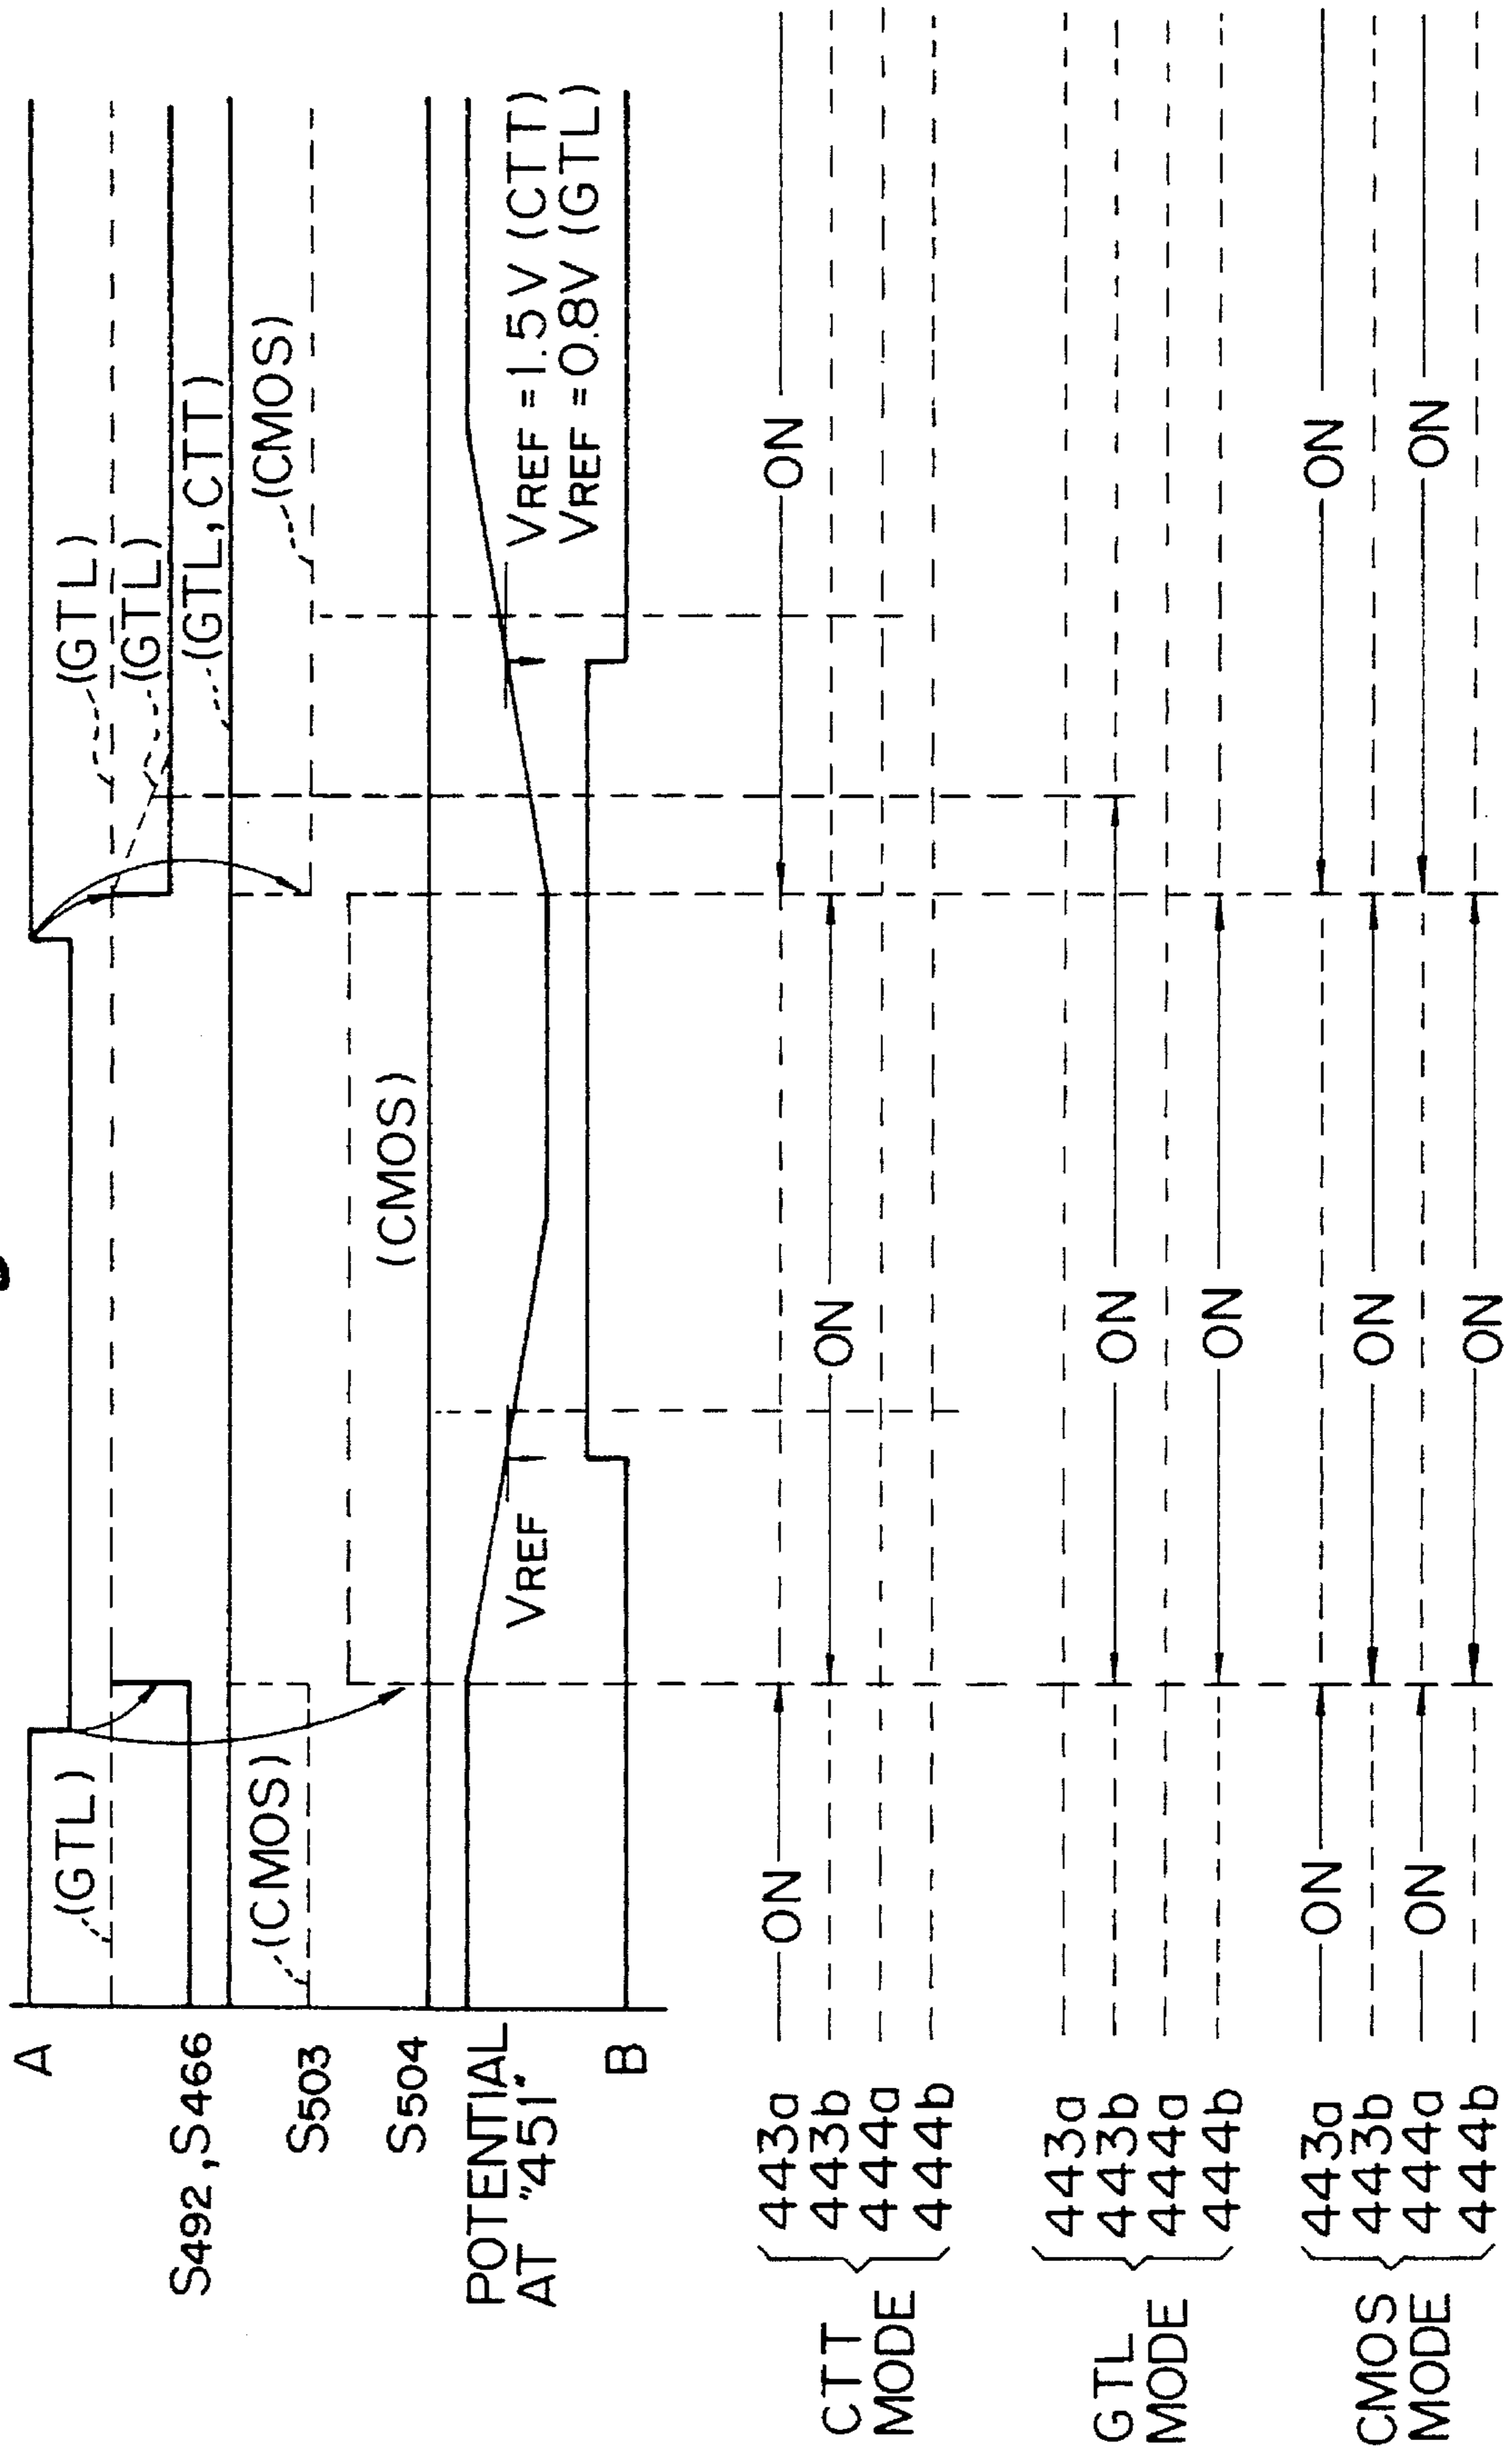 A
(GTL)
(GTL)
(GTL)
S492,S466
(GTL,CTT)
(CMOS)
(CMOS)
S503
(CMOS)
S504
POTENTIAL
AT "451"
VREF
VREF = 1.5V (CTT)
VREF = 0.8V (GTL)
B
CTT
MODE
443a
ON
ON
443b
ON
444a
444b
GTL
MODE
443a
443b
ON
444a
444b
ON
CMOS
MODE
443a
ON
ON
443b
ON
444a
ON
ON
444b
ON